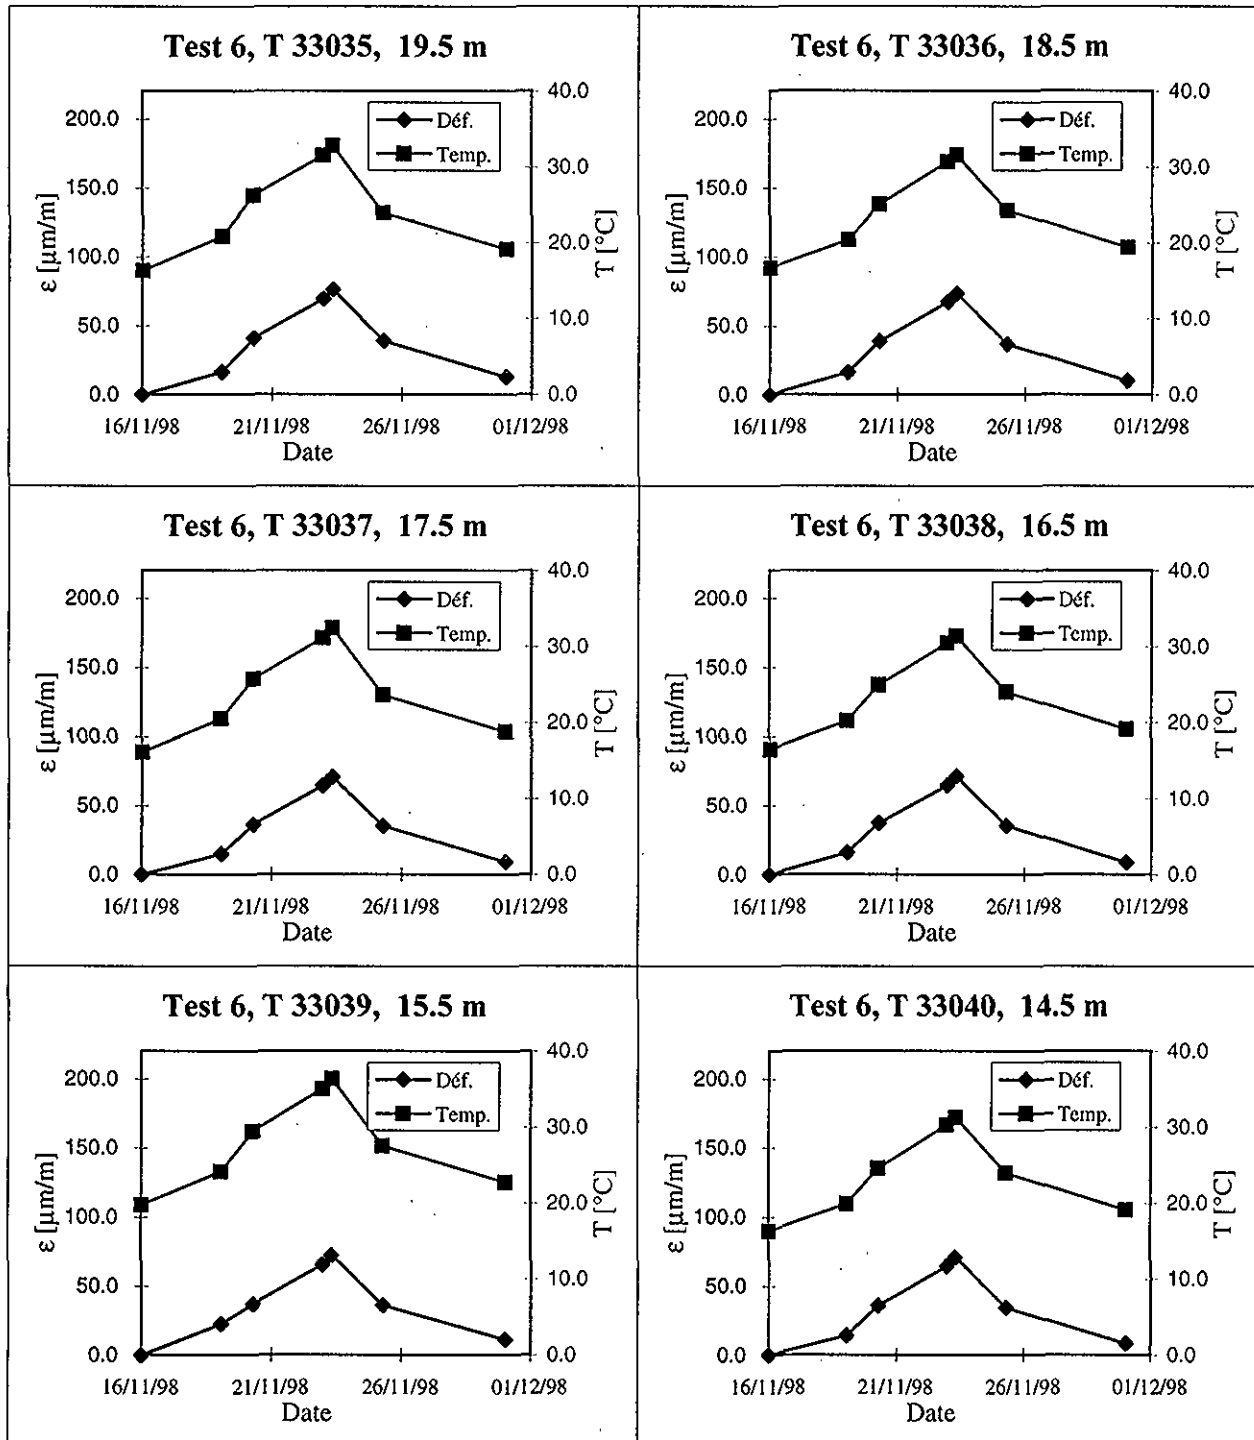 Test 6, T 33035, 19.5 m
40.0
200.0
Déf.
Temp.
30.0
150.0
ε [µm/m]
20.0
T [°C]
100.0
50.0
10.0
0.0
0.0
16/11/98 21/11/98 26/11/98 01/12/98
Date
Test 6, T 33036, 18.5 m
40.0
200.0
Déf.
Temp.
30.0
150.0
ε [µm/m]
20.0
T [°C]
100.0
50.0
10.0
0.0
0.0
16/11/98 21/11/98 26/11/98 01/12/98
Date
Test 6, T 33037, 17.5 m
40.0
200.0
Déf.
Temp.
30.0
150.0
ε [µm/m]
20.0
T [°C]
100.0
50.0
10.0
0.0
0.0
16/11/98 21/11/98 26/11/98 01/12/98
Date
Test 6, T 33038, 16.5 m
40.0
200.0
Déf.
Temp.
30.0
150.0
ε [µm/m]
20.0
T [°C]
100.0
50.0
10.0
0.0
0.0
16/11/98 21/11/98 26/11/98 01/12/98
Date
Test 6, T 33039, 15.5 m
40.0
200.0
Déf.
Temp.
30.0
150.0
ε [µm/m]
20.0
T [°C]
100.0
50.0
10.0
0.0
0.0
16/11/98 21/11/98 26/11/98 01/12/98
Date
Test 6, T 33040, 14.5 m
40.0
200.0
Déf.
Temp.
30.0
150.0
ε [µm/m]
20.0
T [°C]
100.0
50.0
10.0
0.0
0.0
16/11/98 21/11/98 26/11/98 01/12/98
Date